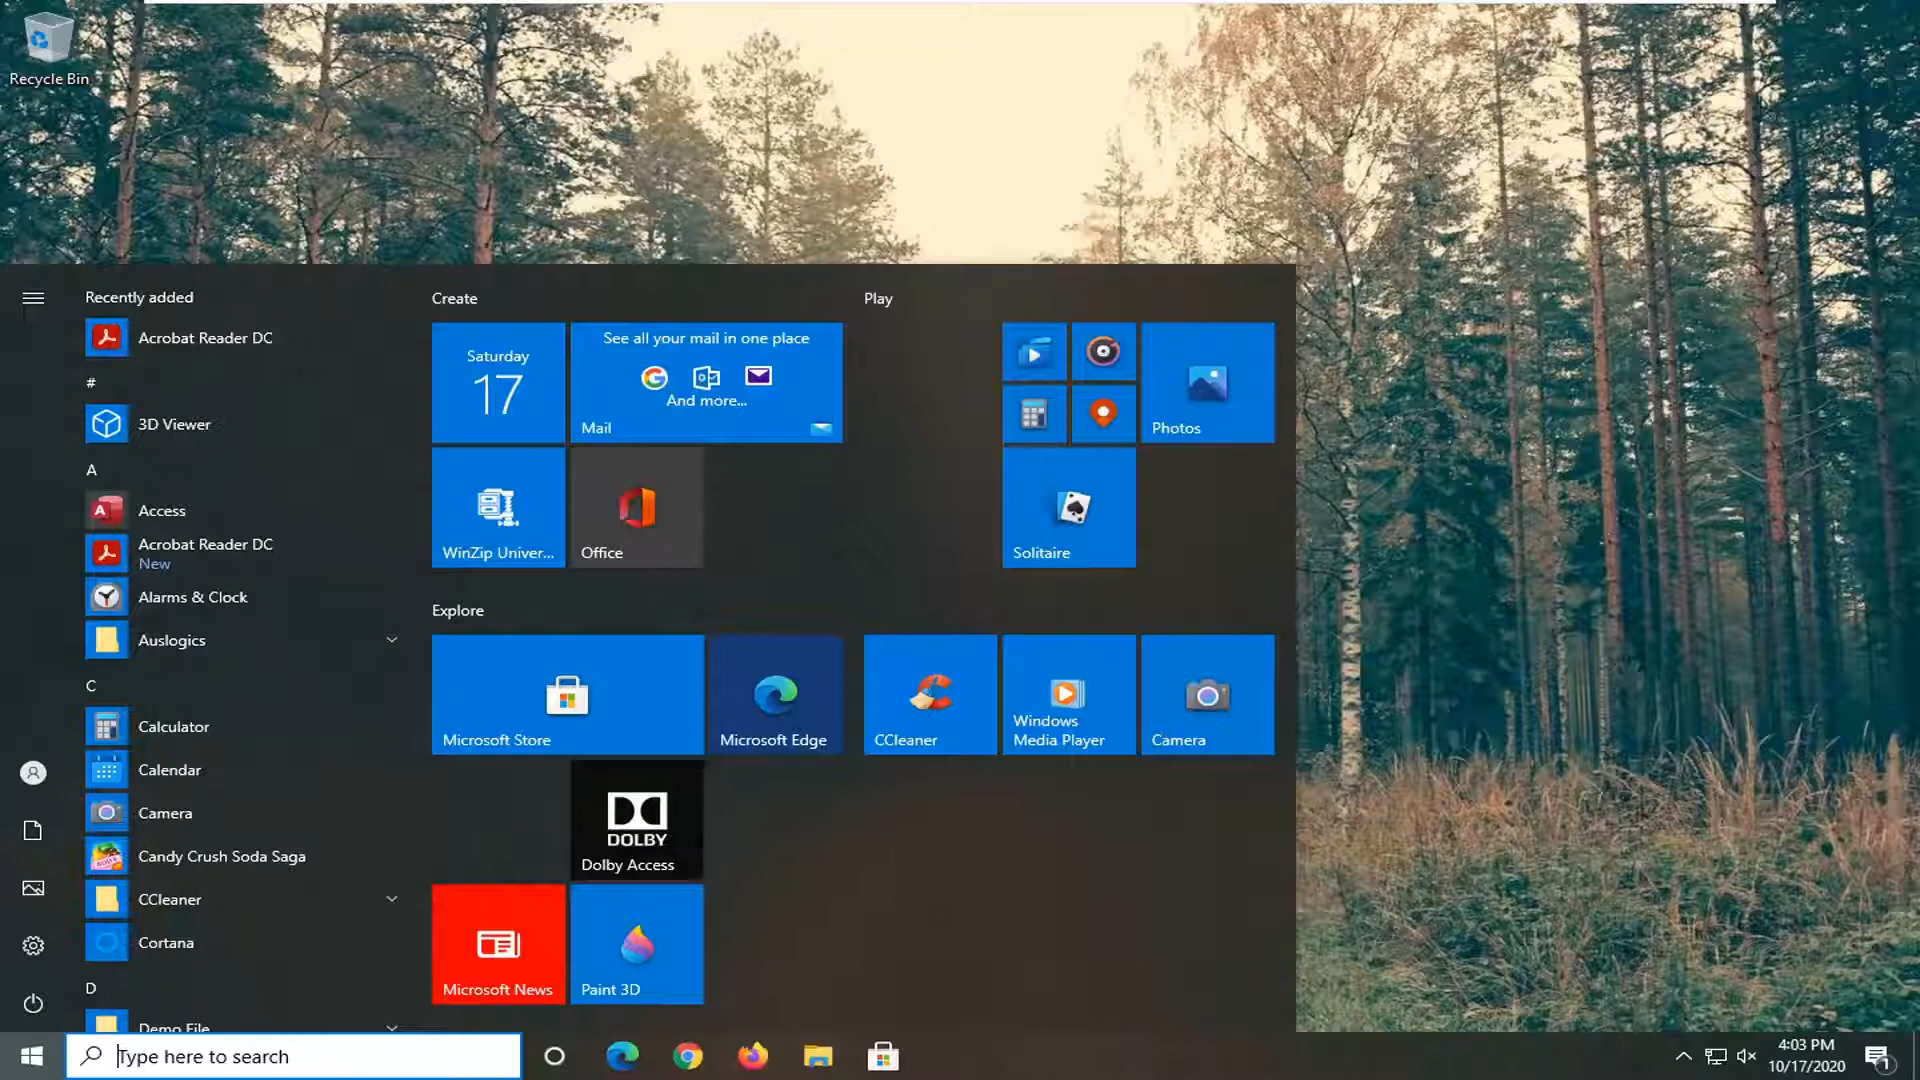 Recycle Bin
Recently added
Acrobat Reader DC
#
3D Viewer
A
Access
Acrobat Reader DC
New
Alarms & Clock
Auslogics
C
Calculator
Calendar
Camera
Candy Crush Soda Saga
CCleaner
Cortana
D
Demo File
Create
Saturday
17
See all your mail in one place
And more...
Mail
WinZip Univer...
Office
Play
Photos
Solitaire
Explore
Microsoft Store
Microsoft Edge
CCleaner
Windows
Media Player
Camera
DOLBY
Dolby Access
Microsoft News
Paint 3D
Type here to search
4:03 PM
10/17/2020
1